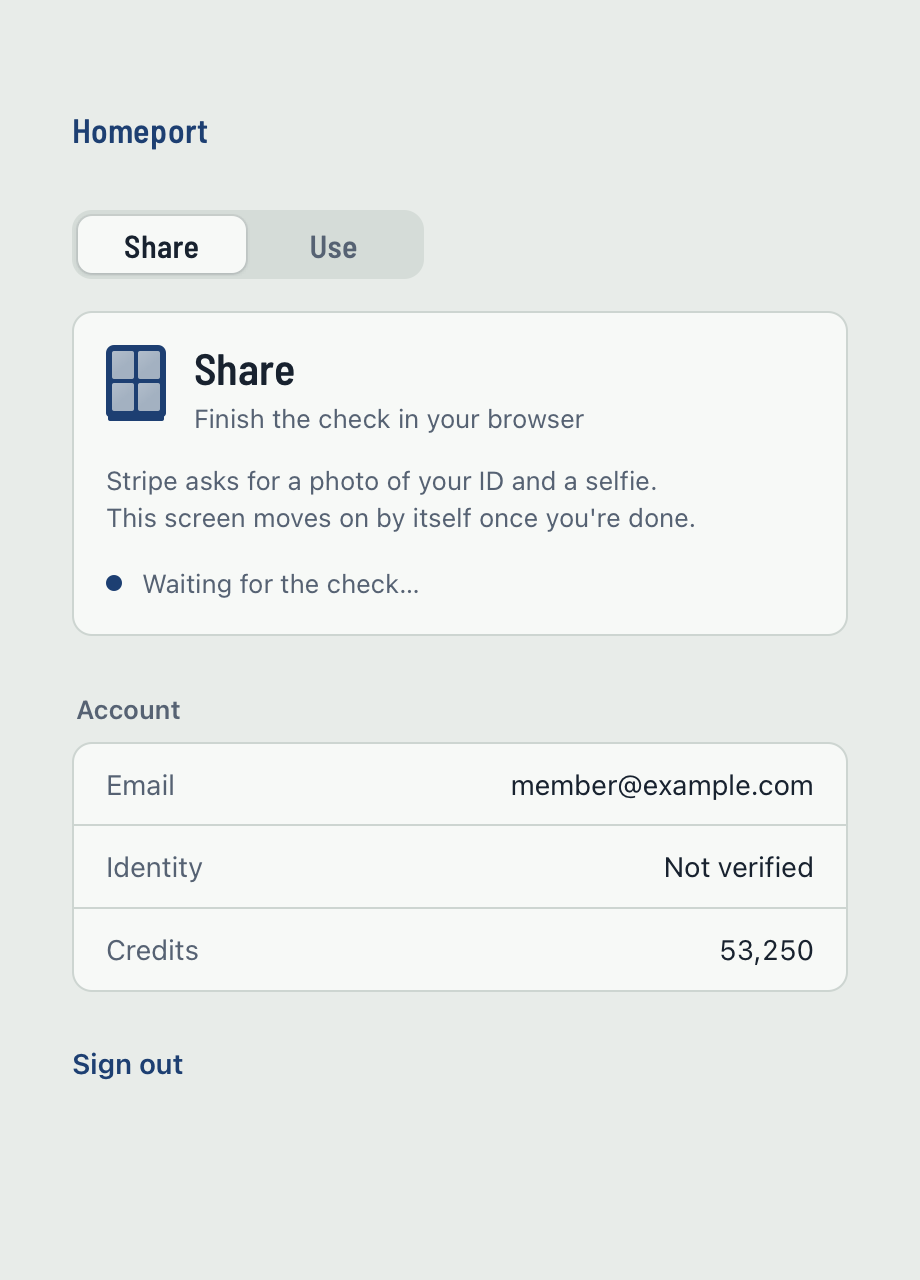 Homeport
Share
Use
Share
Finish the check in your browser
Stripe asks for a photo of your ID and a selfie.
This screen moves on by itself once you're done.
Waiting for the check…
Account
Email
member@example.com
Identity
Not verified
Credits
53,250
Sign out